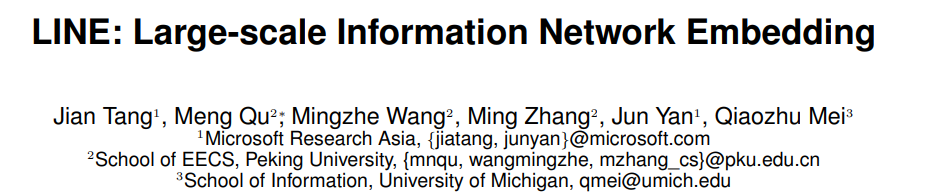 LINE: Large-scale Information Network Embedding
Jian Tang¹, Meng Qu²*, Mingzhe Wang², Ming Zhang², Jun Yan¹, Qiaozhu Mei³
¹Microsoft Research Asia, {jiatang, junyan}@microsoft.com
²School of EECS, Peking University, {mnqu, wangmingzhe, mzhang_cs}@pku.edu.cn
³School of Information, University of Michigan, qmei@umich.edu